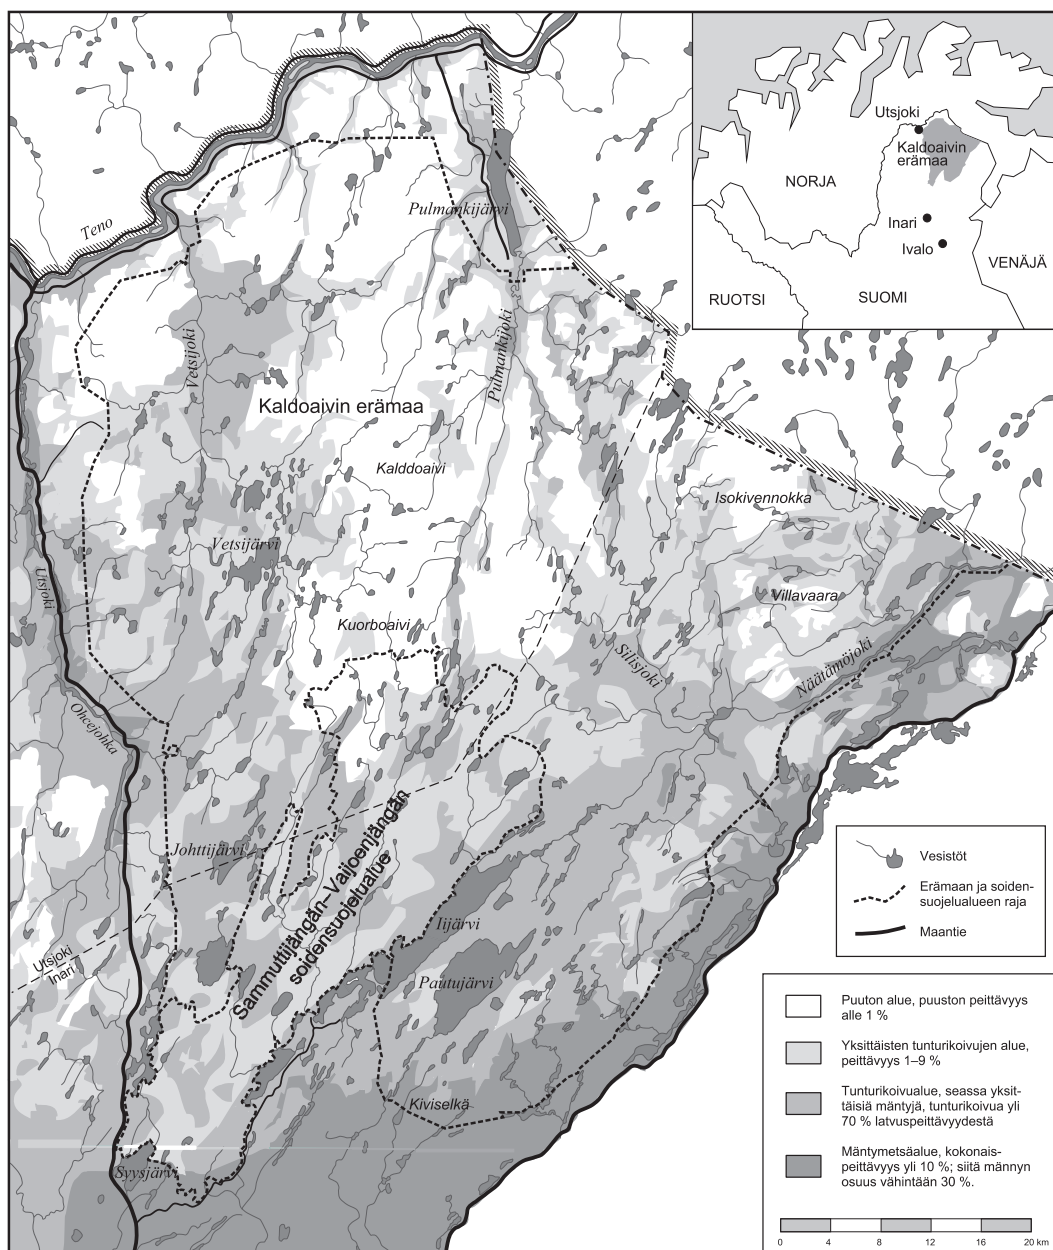 Utsjoki
Kaldoaivin
erämaa
NORJA
Inari
Ivalo
VENÄJÄ
RUOTSI
SUOMI
Teno
Pulmankijärvi
Vetsijoki
Pulmankijoki
Kaldoaivin erämaa
Kalddoaivi
Isokivennokka
Vetsijärvi
Utsjoki
Villavaara
Kuorboaivi
Silisjoki
Näätämöjoki
Ohcejohka
Johttijärvi
Sammuttijängän–Vaijoenjängän
soidensuojelualue
Iijärvi
Utsjoki
Inari
Pautujärvi
Kiviselkä
Syysjärvi
Vesistöt
Erämaan ja soiden-
suojelualueen raja
Maantie
Puuton alue, puuston peittävyys
alle 1 %
Yksittäisten tunturikoivujen alue,
peittävyys 1–9 %
Tunturikoivualue, seassa yksit-
täisiä mäntyjä, tunturikoivua yli
70 % latvuspeittävyydestä
Mäntymetsäalue, kokonais-
peittävyys yli 10 %; siitä männyn
osuus vähintään 30 %.
0 4 8 12 16 20 km